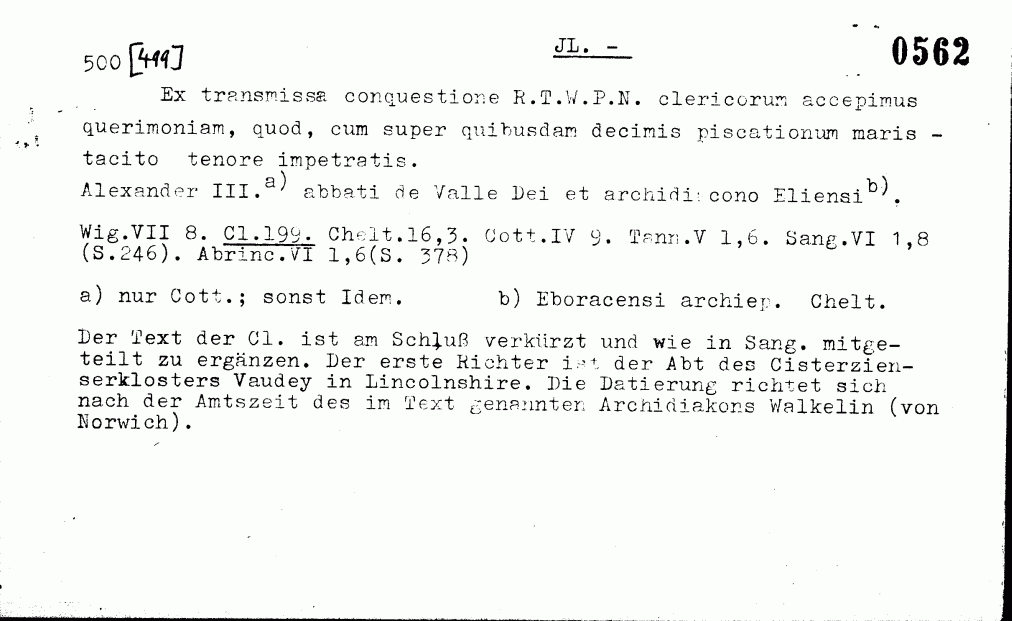 JL. -
0562
500 [499]
Ex transmissa conquestione R.T.W.P.N. clericorum accepimus
querimoniam, quod, cum super quibusdam decimis piscationum maris -
tacito tenore impetratis.
Alexander III.a) abbati de Valle Dei et archidiacono Eliensi b).
Wig.VII 8. Cl.199. Chelt.16,3. Cott.IV 9. Tann.V 1,6. Sang.VI 1,8
(S.246). Abrinc.VI 1,6(S. 378)
a) nur Cott.; sonst Idem. b) Eboracensi archiep. Chelt.
Der Text der Cl. ist am Schluß verkürzt und wie in Sang. mitge-
teilt zu ergänzen. Der erste Richter ist der Abt des Cisterzien-
serklosters Vaudey in Lincolnshire. Die Datierung richtet sich
nach der Amtszeit des im Text genannten Archidiakons Walkelin (von
Norwich).